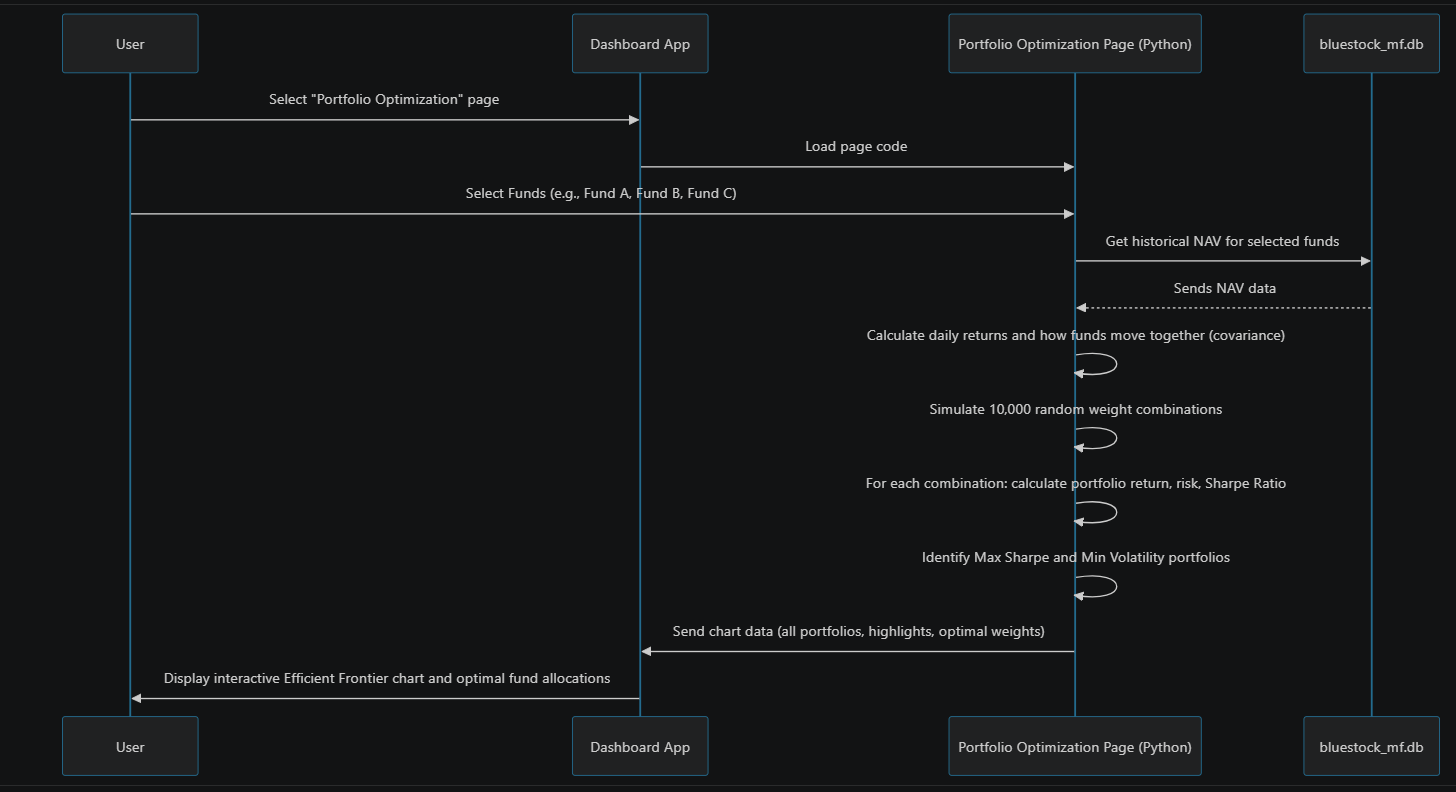 User
Dashboard App
Portfolio Optimization Page (Python)
bluestock_mf.db
Select "Portfolio Optimization" page
Load page code
Select Funds (e.g., Fund A, Fund B, Fund C)
Get historical NAV for selected funds
Sends NAV data
Calculate daily returns and how funds move together (covariance)
Simulate 10,000 random weight combinations
For each combination: calculate portfolio return, risk, Sharpe Ratio
Identify Max Sharpe and Min Volatility portfolios
Send chart data (all portfolios, highlights, optimal weights)
Display interactive Efficient Frontier chart and optimal fund allocations
User
Dashboard App
Portfolio Optimization Page (Python)
bluestock_mf.db